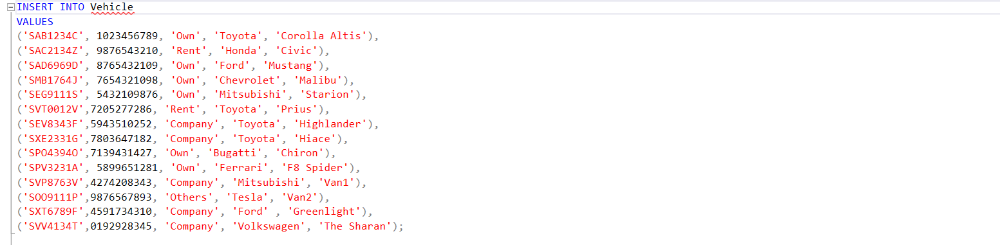 INSERT INTO Vehicle
VALUES
('SAB1234C', 1023456789, 'Own', 'Toyota', 'Corolla Altis'),
('SAC2134Z', 9876543210, 'Rent', 'Honda', 'Civic'),
('SAD6969D', 8765432109, 'Own', 'Ford', 'Mustang'),
('SMB1764J', 7654321098, 'Own', 'Chevrolet', 'Malibu'),
('SEG9111S', 5432109876, 'Own', 'Mitsubishi', 'Starion'),
('SVT0012V',7205277286, 'Rent', 'Toyota', 'Prius'),
('SEV8343F',5943510252, 'Company', 'Toyota', 'Highlander'),
('SXE2331G',7803647182, 'Company', 'Toyota', 'Hiace'),
('SPO4394O',7139431427, 'Own', 'Bugatti', 'Chiron'),
('SPV3231A', 5899651281, 'Own', 'Ferrari', 'F8 Spider'),
('SVP8763V',4274208343, 'Company', 'Mitsubishi', 'Van1'),
('SOO9111P',9876567893, 'Others', 'Tesla', 'Van2'),
('SXT6789F',4591734310, 'Company', 'Ford' , 'Greenlight'),
('SVV4134T',0192928345, 'Company', 'Volkswagen', 'The Sharan');